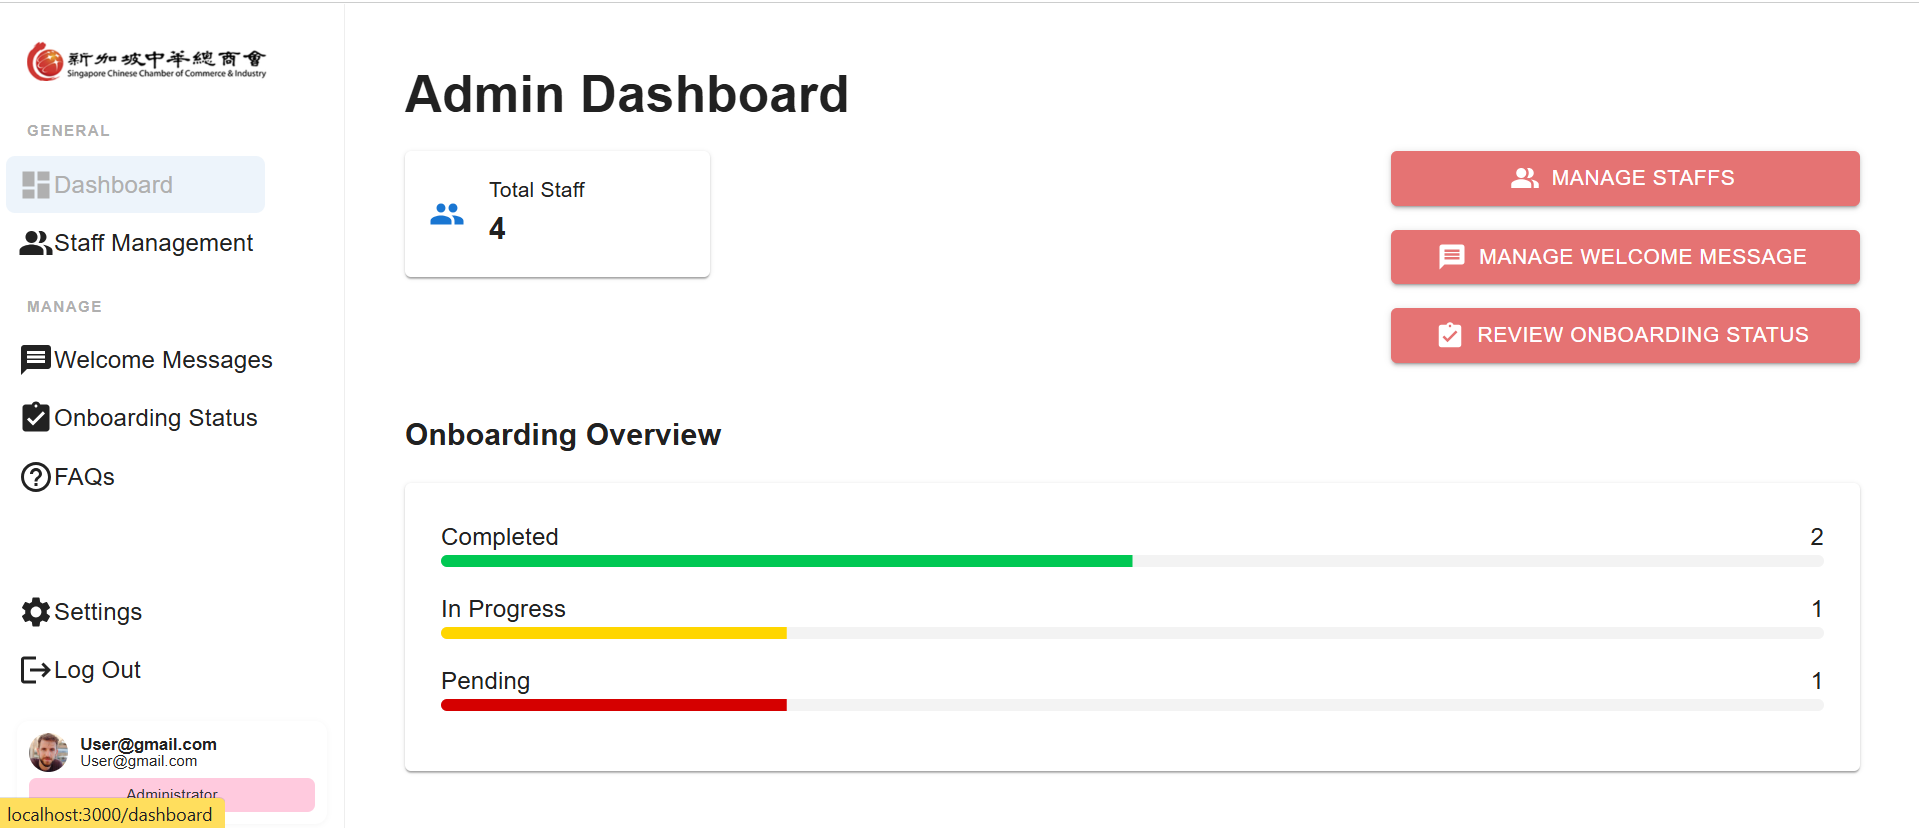 新加坡中华總商會
Singapore Chinese Chamber of Commerce & Industry
GENERAL
Dashboard
Staff Management
MANAGE
Welcome Messages
Onboarding Status
FAQs
Settings
Log Out
User@gmail.com
User@gmail.com
Administrator
localhost:3000/dashboard
Admin Dashboard
Total Staff
4
MANAGE STAFFS
MANAGE WELCOME MESSAGE
REVIEW ONBOARDING STATUS
Onboarding Overview
Completed 2
In Progress 1
Pending 1